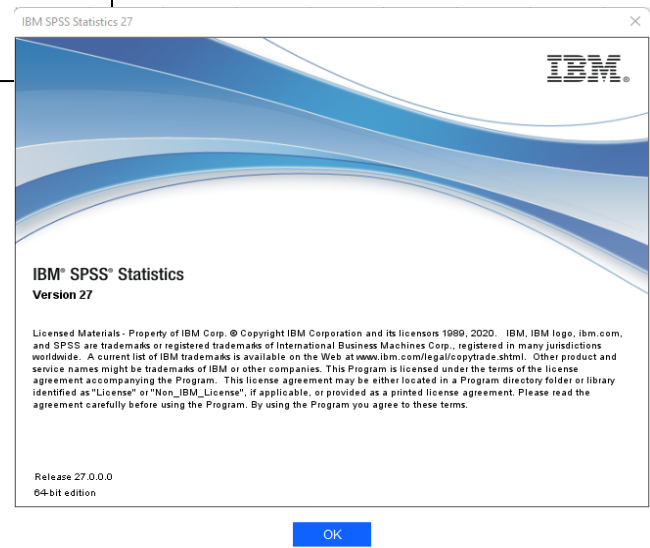 IBM SPSS Statistics 27
IBM®
IBM® SPSS® Statistics
Version 27
Licensed Materials - Property of IBM Corp. © Copyright IBM Corporation and its licensors 1989, 2020. IBM, IBM logo, ibm.com,
and SPSS are trademarks or registered trademarks of International Business Machines Corp., registered in many jurisdictions
worldwide. A current list of IBM trademarks is available on the Web at www.ibm.com/legal/copytrade.shtml. Other product and
service names might be trademarks of IBM or other companies. This Program is licensed under the terms of the license
agreement accompanying the Program. This license agreement may be either located in a Program directory folder or library
identified as "License" or "Non_IBM_License", if applicable, or provided as a printed license agreement. Please read the
agreement carefully before using the Program. By using the Program you agree to these terms.
Release 27.0.0.0
64-bit edition
OK